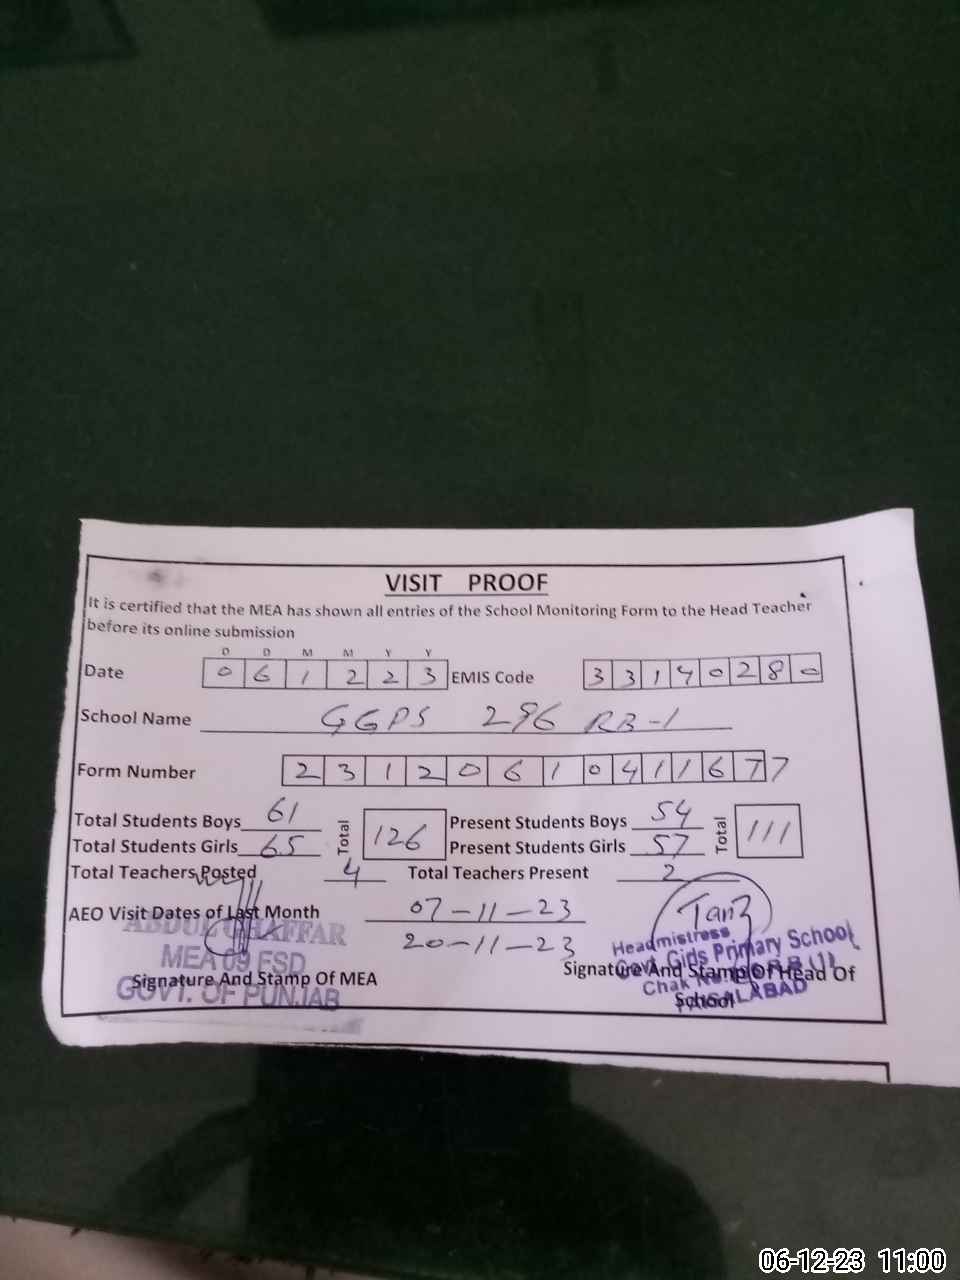 VISIT PROOF
It is certified that the MEA has shown all entries of the School Monitoring Form to the Head Teacher
before its online submission
D D M M Y Y
Date 0 6 1 2 2 3 EMIS Code 3 3 1 4 0 2 8 0
School Name GGPS 296 RB-1
Form Number 2 3 1 2 0 6 1 0 4 1 1 6 7 7
Total Students Boys 61 Total 126 Present Students Boys 54 Total 111
Total Students Girls 65 Present Students Girls 57
Total Teachers Posted 4 Total Teachers Present 2
AEO Visit Dates of Last Month 07-11-23
20-11-23
ABDUL GHAFFAR
MEA 09 FSD
GOVT. OF PUNJAB
Signature And Stamp Of MEA
Headmistress
Govt. Girls Primary School
Chak No.
FAISALABAD
Signature And Stamp Of Head Of
School
06-12-23 11:00